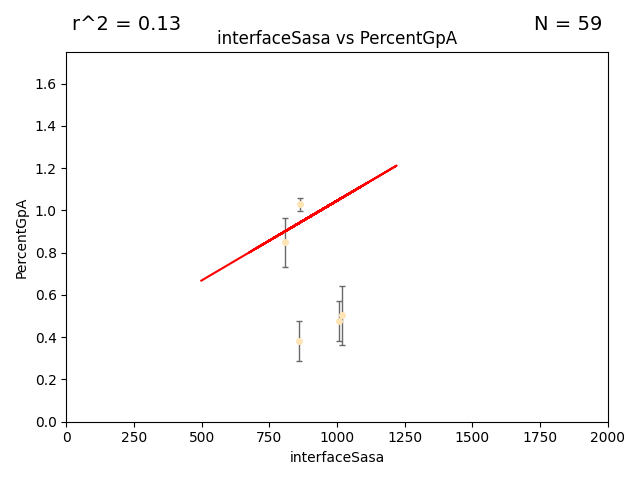 r^2 = 0.13
N = 59
interfaceSasa vs PercentGpA
1.6
1.4
1.2
1.0
0.8
0.6
0.4
0.2
0.0
PercentGpA
0 250 500 750 1000 1250 1500 1750 2000
interfaceSasa